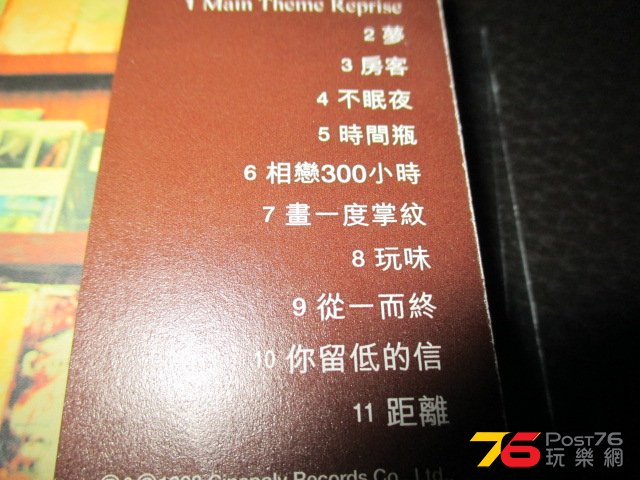 1 Main Theme Reprise
2 夢
3 房客
4 不眠夜
5 時間瓶
6 相戀300小時
7 畫一度掌紋
8 玩味
9 從一而終
10 你留低的信
11 距離
Cinepoly Records Co., Ltd
76 POST76
玩樂網